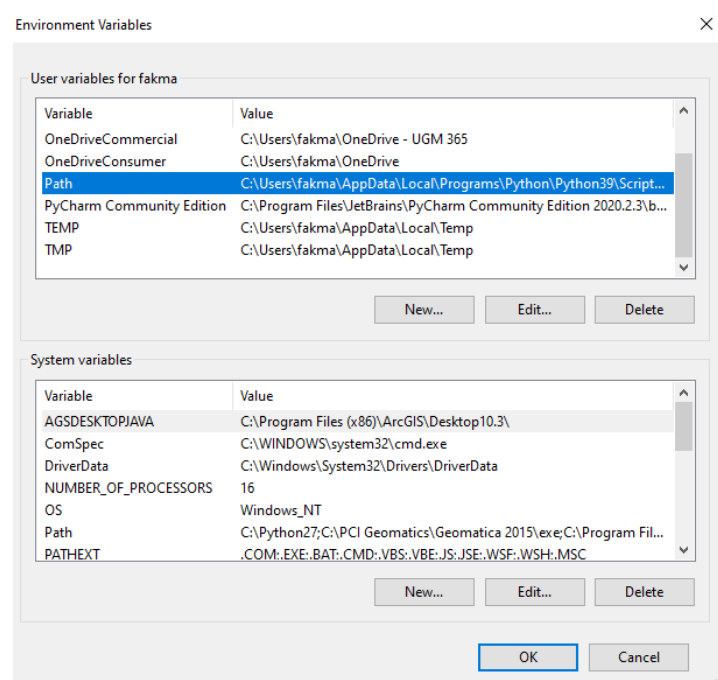 Environment Variables
User variables for fakma
Variable Value
OneDriveCommercial C:\Users\fakma\OneDrive - UGM 365
OneDriveConsumer C:\Users\fakma\OneDrive
Path C:\Users\fakma\AppData\Local\Programs\Python\Python39\Script...
PyCharm Community Edition C:\Program Files\JetBrains\PyCharm Community Edition 2020.2.3\b...
TEMP C:\Users\fakma\AppData\Local\Temp
TMP C:\Users\fakma\AppData\Local\Temp
New... Edit... Delete
System variables
Variable Value
AGSDESKTOPJAVA C:\Program Files (x86)\ArcGIS\Desktop10.3\
ComSpec C:\WINDOWS\system32\cmd.exe
DriverData C:\Windows\System32\Drivers\DriverData
NUMBER_OF_PROCESSORS 16
OS Windows_NT
Path C:\Python27;C:\PCI Geomatics\Geomatica 2015\exe;C:\Program Fil...
PATHEXT .COM;.EXE;.BAT;.CMD;.VBS;.VBE;.JS;.JSE;.WSF;.WSH;.MSC
New... Edit... Delete
OK Cancel